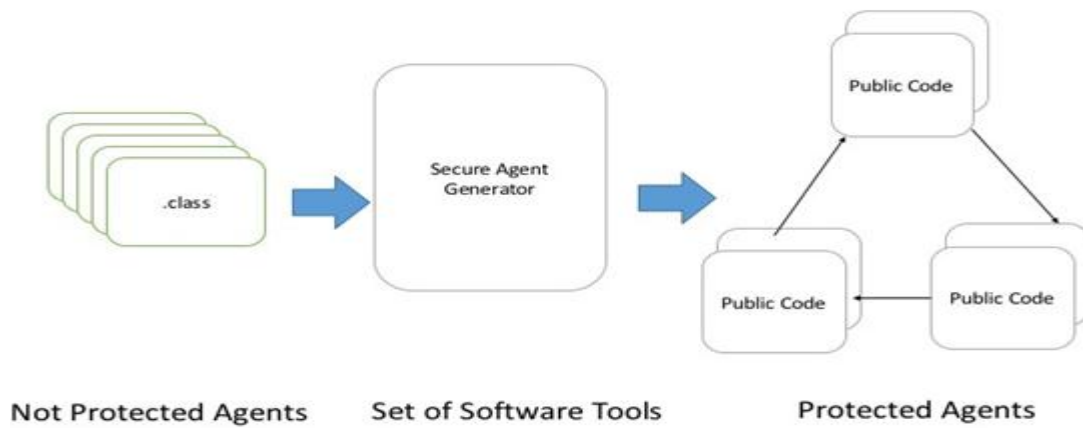 Public Code
Secure Agent
Generator
.class
Public Code
Public Code
Not Protected Agents
Set of Software Tools
Protected Agents